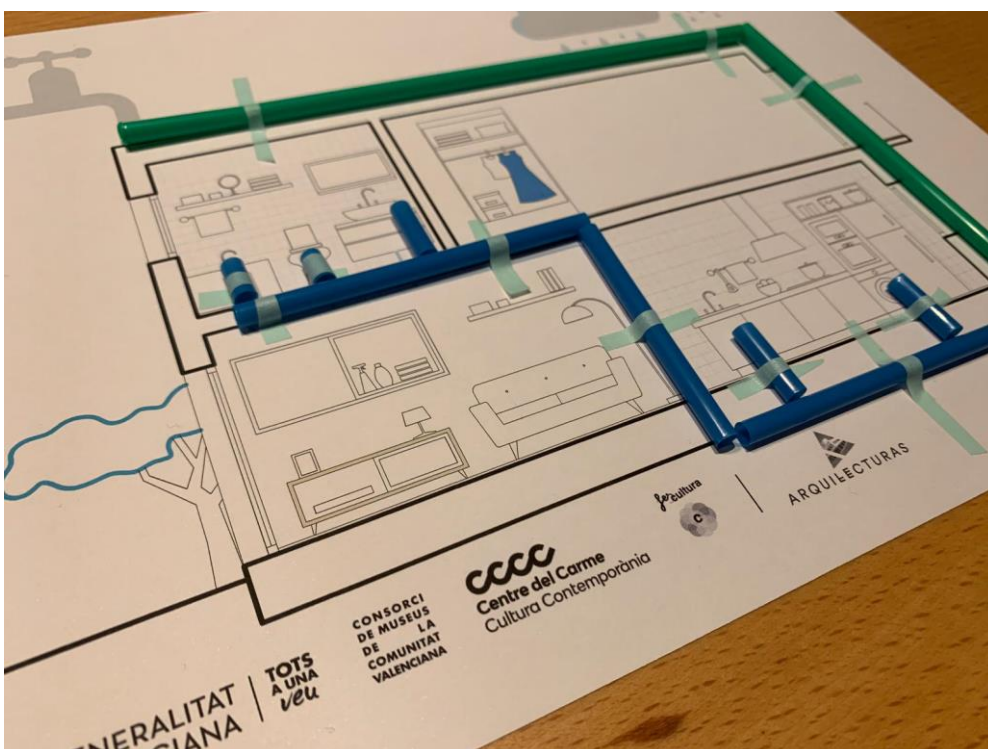 ENERALITAT
CIANA
TOTS
A UNA
veu
CONSORCI
DE MUSEUS
DE LA
COMUNITAT
VALENCIANA
CCCC
Centre del Carme
Cultura Contemporània
fescultura
C
ARQUILECTURAS